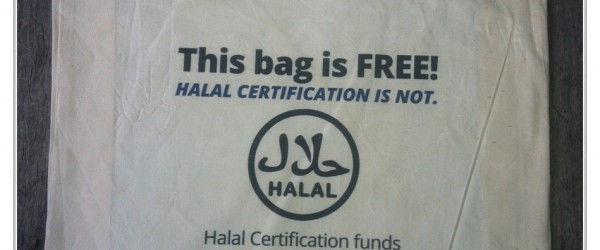 This bag is FREE!
HALAL CERTIFICATION IS NOT.
حلال
HALAL
Halal Certification funds